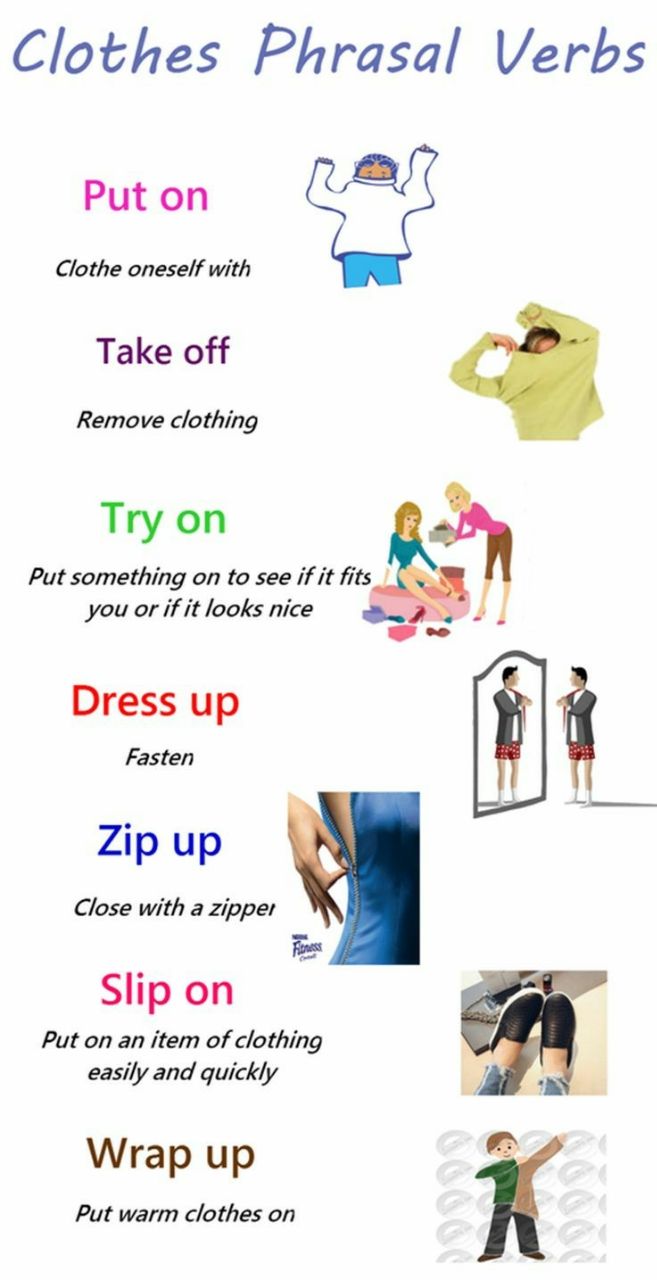 Clothes Phrasal Verbs
Put on
Clothe oneself with
Take off
Remove clothing
Try on
Put something on to see if it fits
you or if it looks nice
Dress up
Fasten
Zip up
Close with a zipper
Fitness
Slip on
Put on an item of clothing
easily and quickly
Wrap up
Put warm clothes on